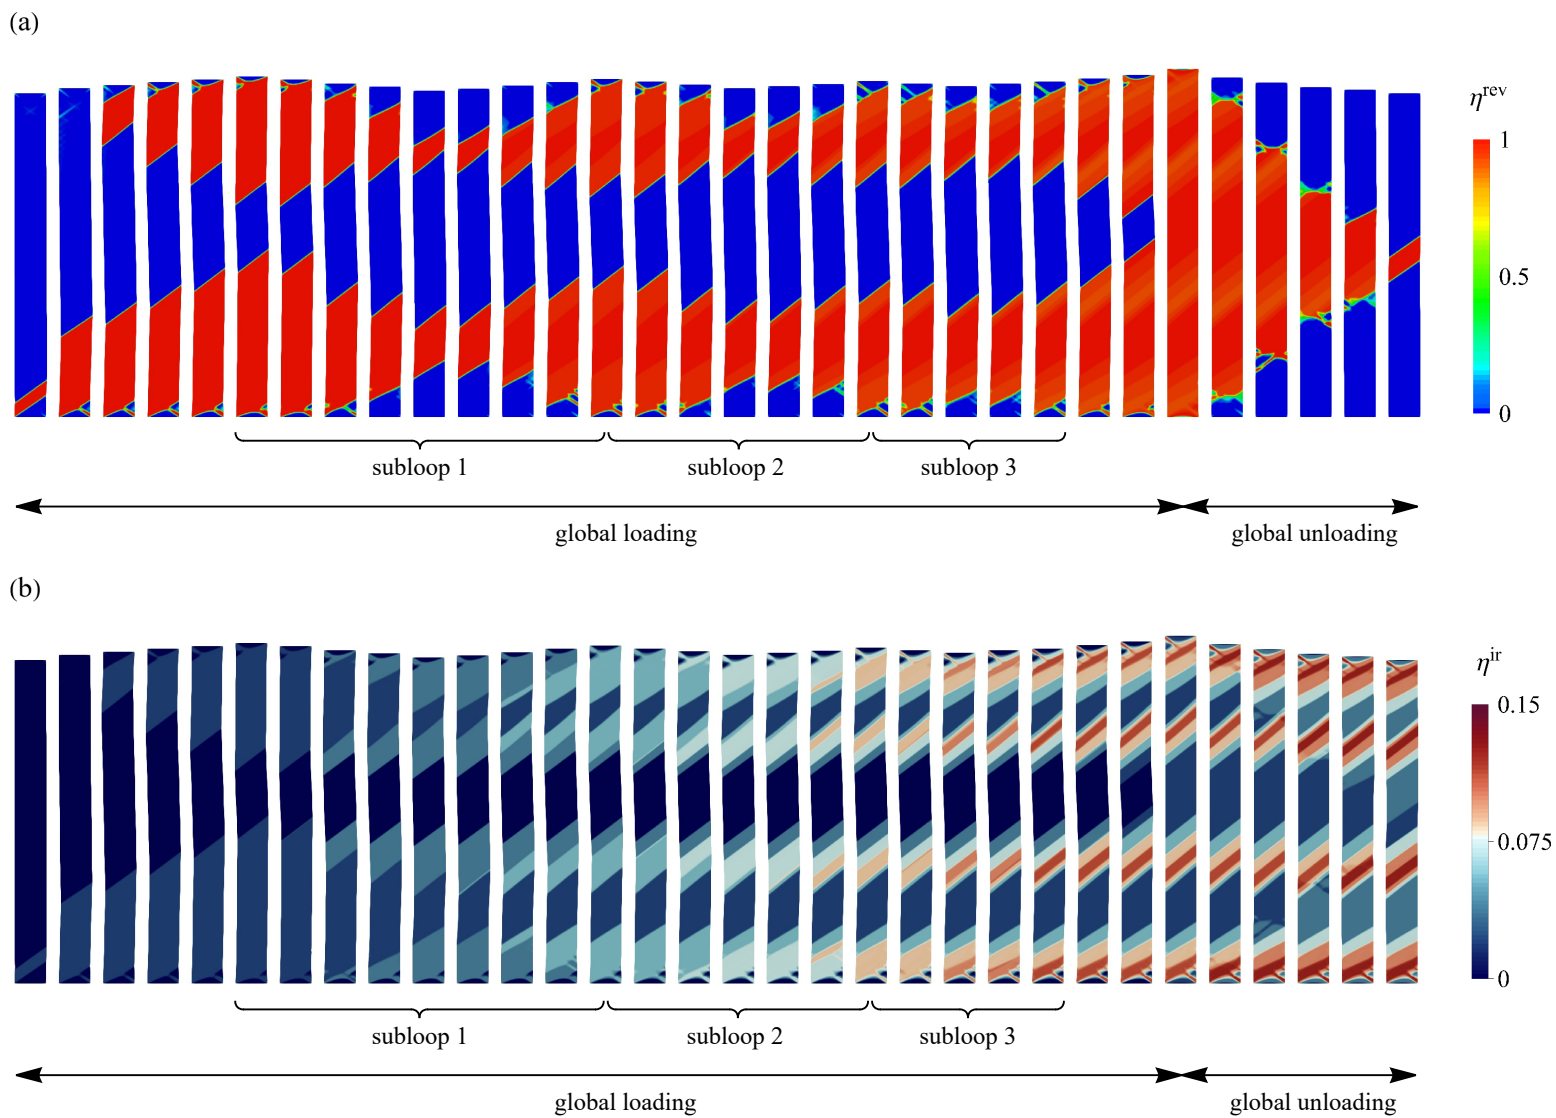 (a)
η^rev
1
0.5
0
subloop 1 subloop 2 subloop 3
global loading global unloading
(b)
η^ir
0.15
0.075
0
subloop 1 subloop 2 subloop 3
global loading global unloading